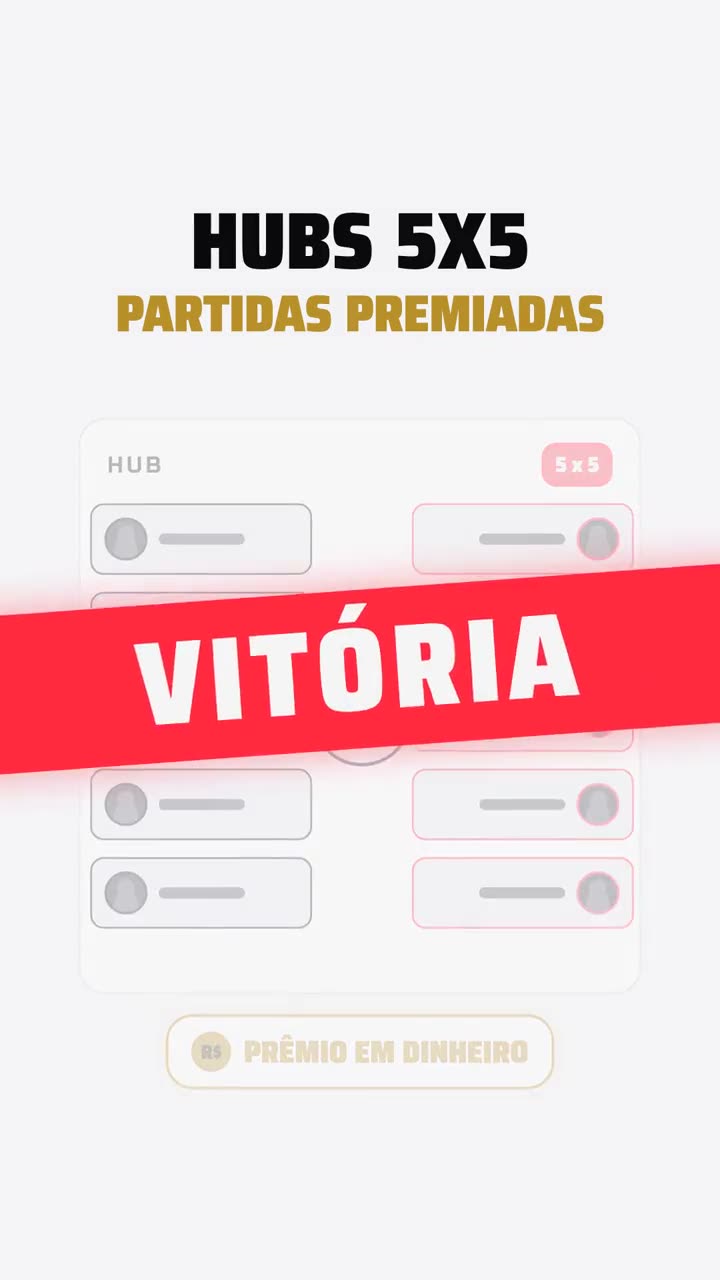 HUBS 5X5
PARTIDAS PREMIADAS
HUB
5 x 5
VITÓRIA
R$ PRÊMIO EM DINHEIRO